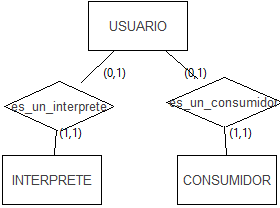 USUARIO
(0,1) (0,1)
es_un_interprete es_un_consumidor
(1,1) (1,1)
INTERPRETE CONSUMIDOR